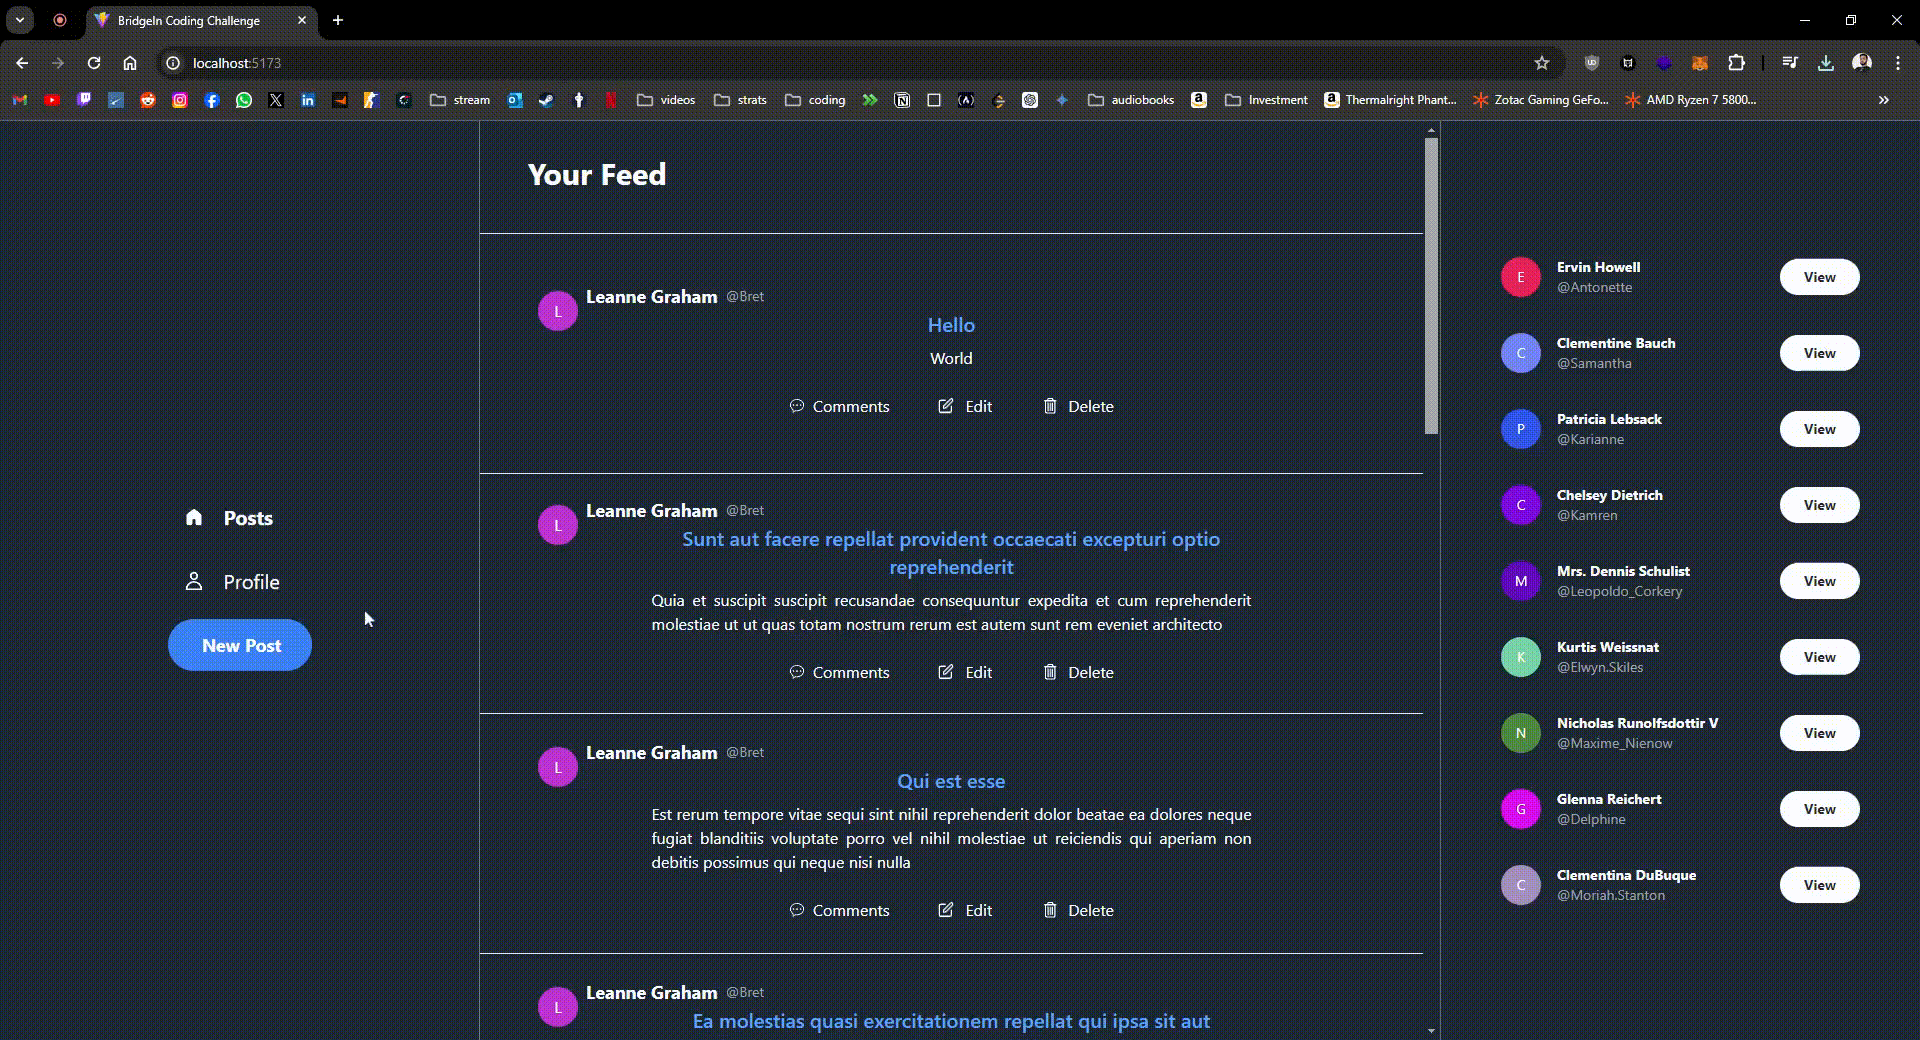 BridgeIn Coding Challenge
localhost:5173
stream
videos
strats
coding
audiobooks
Investment
Thermalright Phant...
Zotac Gaming GeFo...
AMD Ryzen 7 5800...
Posts
Profile
New Post
Your Feed
L
Leanne Graham @Bret
Hello
World
Comments
Edit
Delete
L
Leanne Graham @Bret
Sunt aut facere repellat provident occaecati excepturi optio
reprehenderit
Quia et suscipit suscipit recusandae consequuntur expedita et cum reprehenderit
molestiae ut ut quas totam nostrum rerum est autem sunt rem eveniet architecto
Comments
Edit
Delete
L
Leanne Graham @Bret
Qui est esse
Est rerum tempore vitae sequi sint nihil reprehenderit dolor beatae ea dolores neque
fugiat blanditiis voluptate porro vel nihil molestiae ut reiciendis qui aperiam non
debitis possimus qui neque nisi nulla
Comments
Edit
Delete
L
Leanne Graham @Bret
Ea molestias quasi exercitationem repellat qui ipsa sit aut
E
Ervin Howell
@Antonette
View
C
Clementine Bauch
@Samantha
View
P
Patricia Lebsack
@Karianne
View
C
Chelsey Dietrich
@Kamren
View
M
Mrs. Dennis Schulist
@Leopoldo_Corkery
View
K
Kurtis Weissnat
@Elwyn.Skiles
View
N
Nicholas Runolfsdottir V
@Maxime_Nienow
View
G
Glenna Reichert
@Delphine
View
C
Clementina DuBuque
@Moriah.Stanton
View